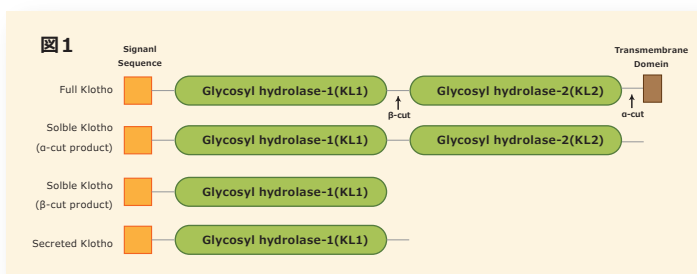 図1
Signanl
Sequence
Transmembrane
Domein
Full Klotho
Glycosyl hydrolase-1(KL1)
Glycosyl hydrolase-2(KL2)
β-cut
α-cut
Solble Klotho
(α-cut product)
Glycosyl hydrolase-1(KL1)
Glycosyl hydrolase-2(KL2)
Solble Klotho
(β-cut product)
Glycosyl hydrolase-1(KL1)
Secreted Klotho
Glycosyl hydrolase-1(KL1)